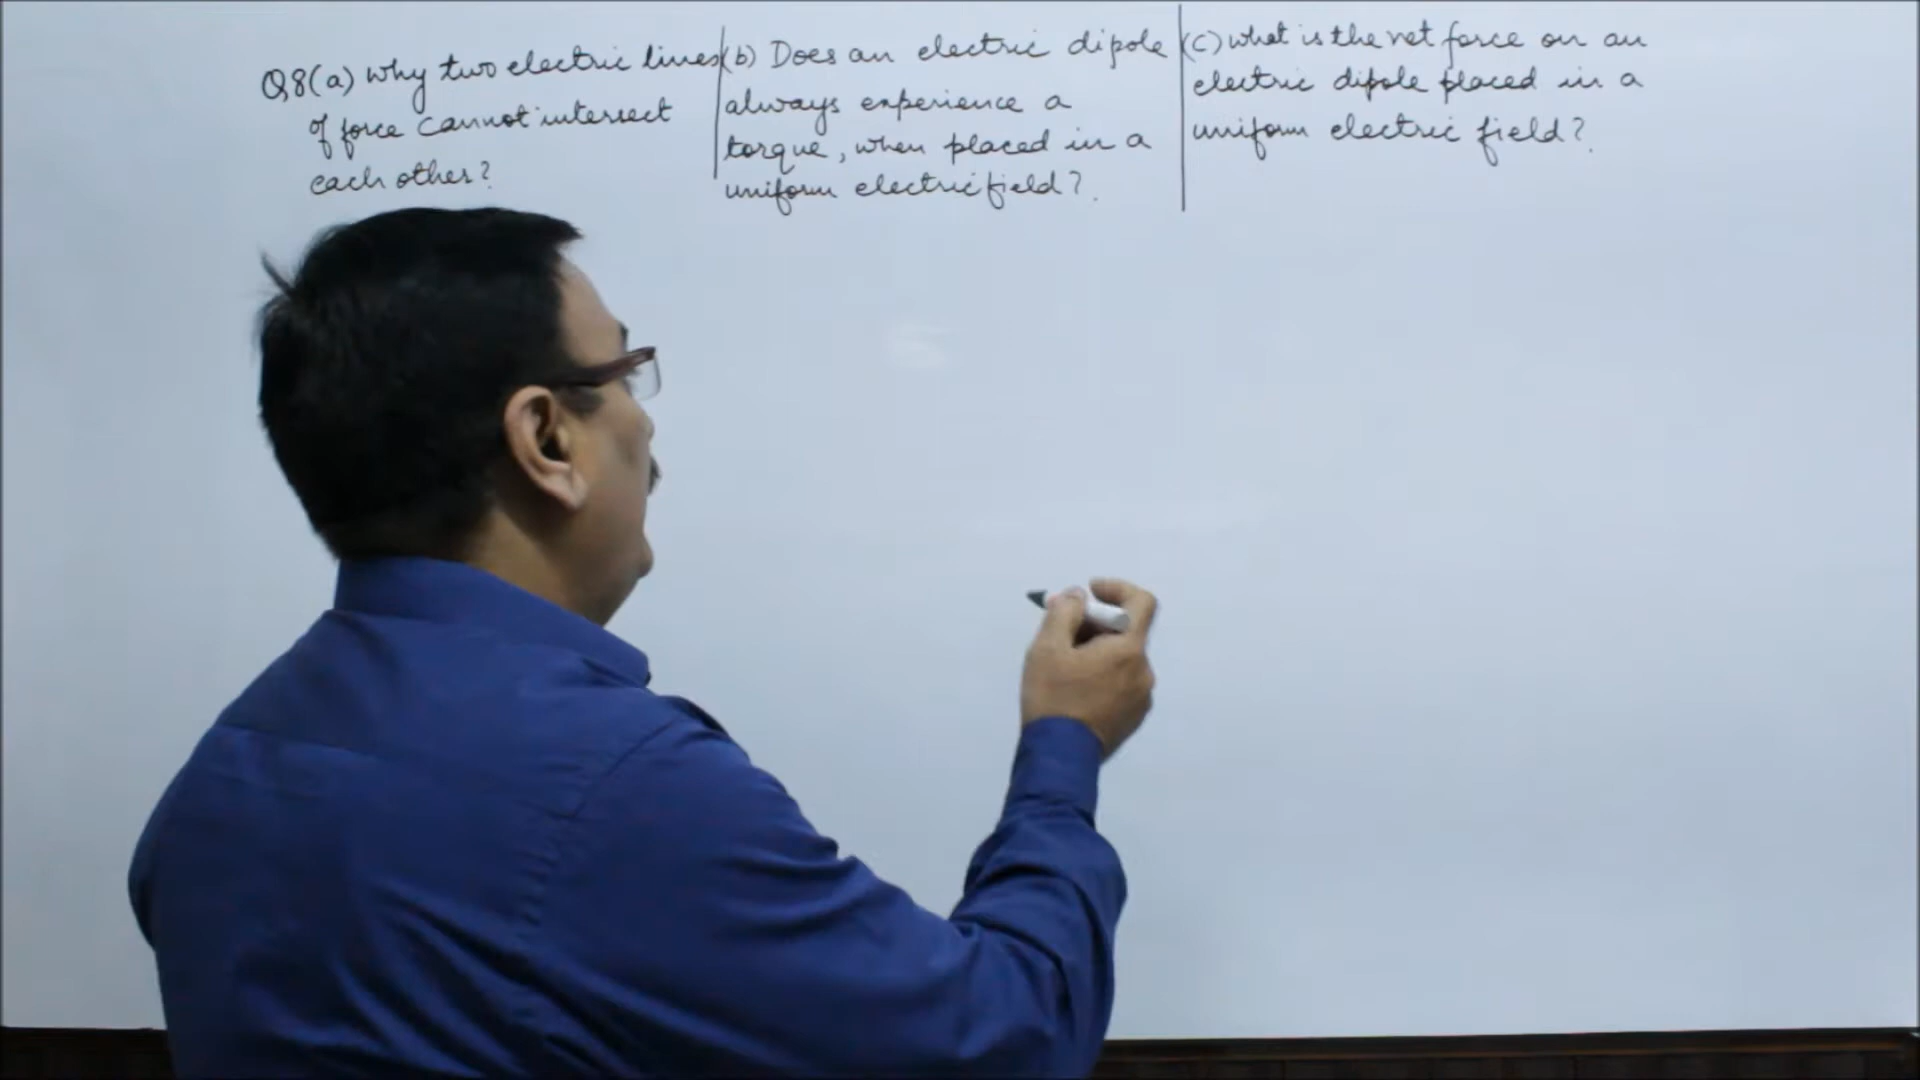 Q8(a) why two electric lines
of force cannot intersect
each other?
(b) Does an electric dipole
always experience a
torque, when placed in a
uniform electric field?
(c) what is the net force on an
electric dipole placed in a
uniform electric field?